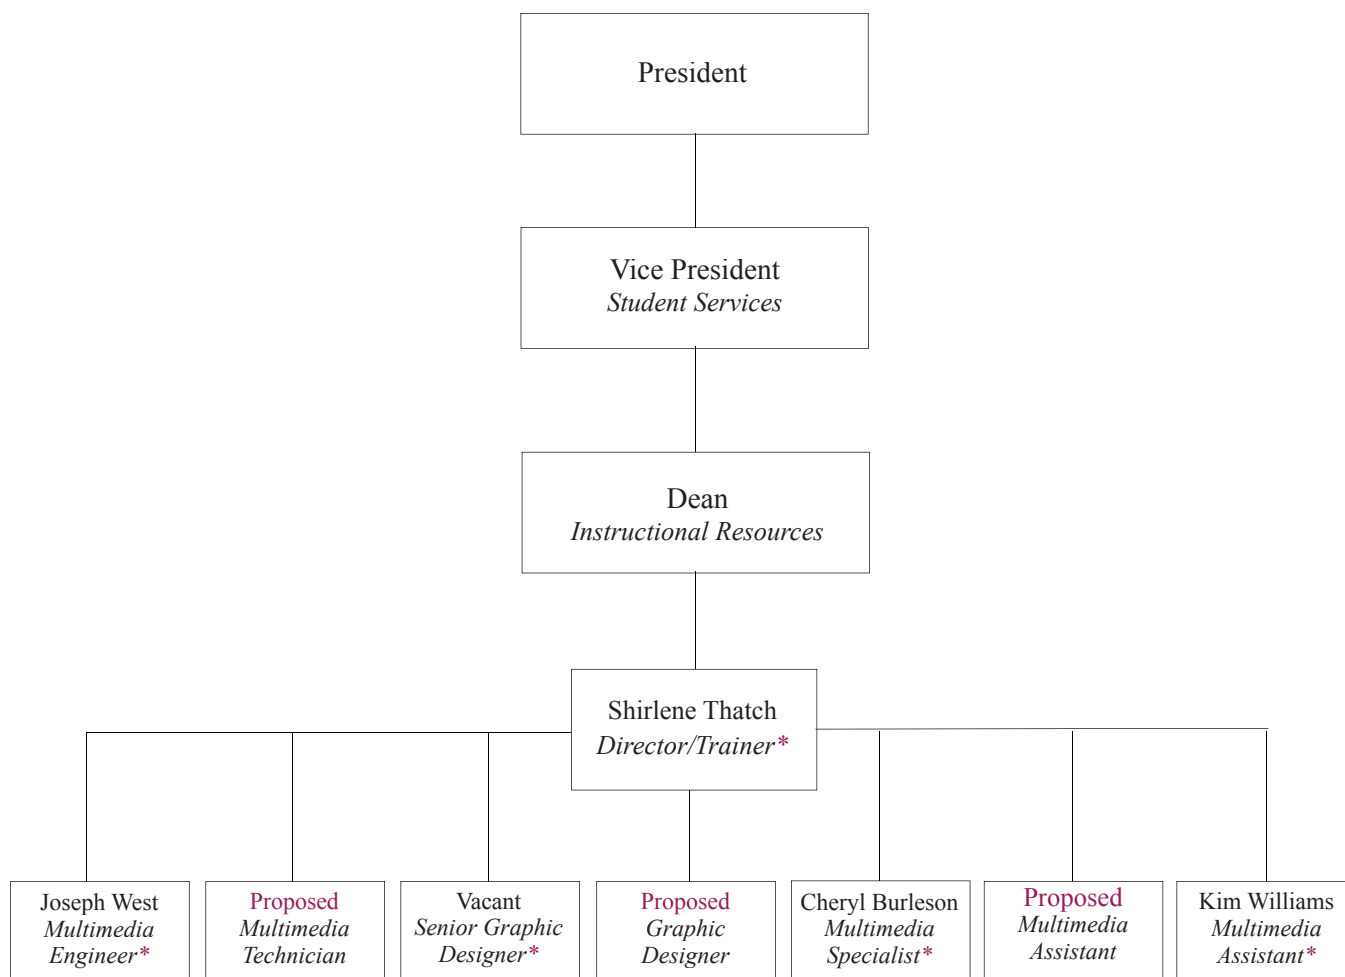 President
Vice President
Student Services
Dean
Instructional Resources
Shirlene Thatch
Director/Trainer*
Joseph West
Multimedia
Engineer*
Proposed
Multimedia
Technician
Vacant
Senior Graphic
Designer*
Proposed
Graphic
Designer
Cheryl Burleson
Multimedia
Specialist*
Proposed
Multimedia
Assistant
Kim Williams
Multimedia
Assistant*